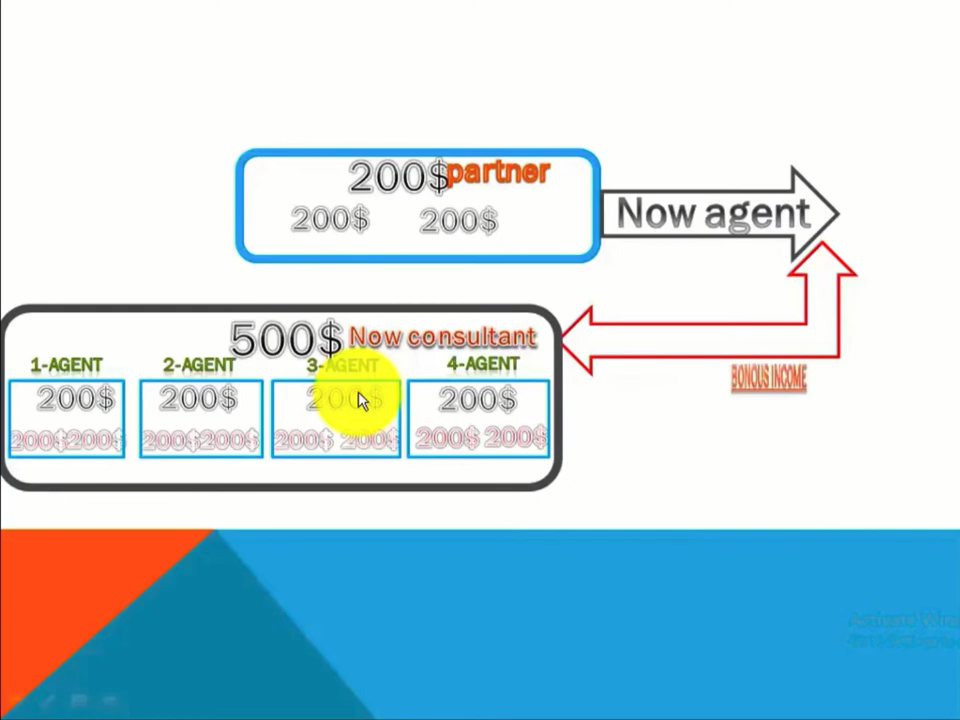 200$partner
200$ 200$
Now agent
500$ Now consultant
1-AGENT 2-AGENT 3-AGENT 4-AGENT
200$ 200$ 200$ 200$
200$200$ 200$200$ 200$ 200$ 200$ 200$
BONOUS INCOME